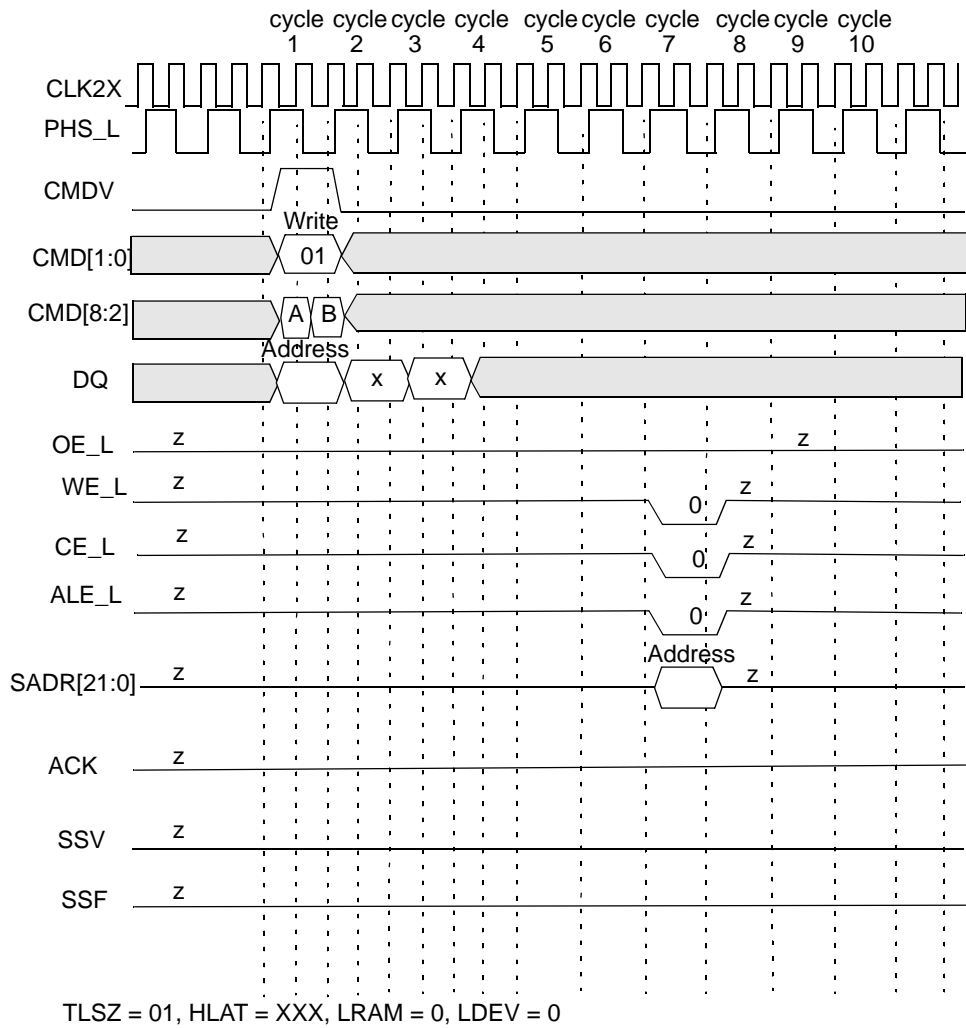 cycle cycle cycle cycle cycle cycle cycle cycle cycle cycle
1 2 3 4 5 6 7 8 9 10
CLK2X
PHS_L
CMDV
Write
CMD[1:0] 01
CMD[8:2] A B
Address
DQ x x
OE_L z z
WE_L z 0 z
CE_L z 0 z
ALE_L z 0 z
Address
SADR[21:0] z z
ACK z
SSV z
SSF z
TLSZ = 01, HLAT = XXX, LRAM = 0, LDEV = 0